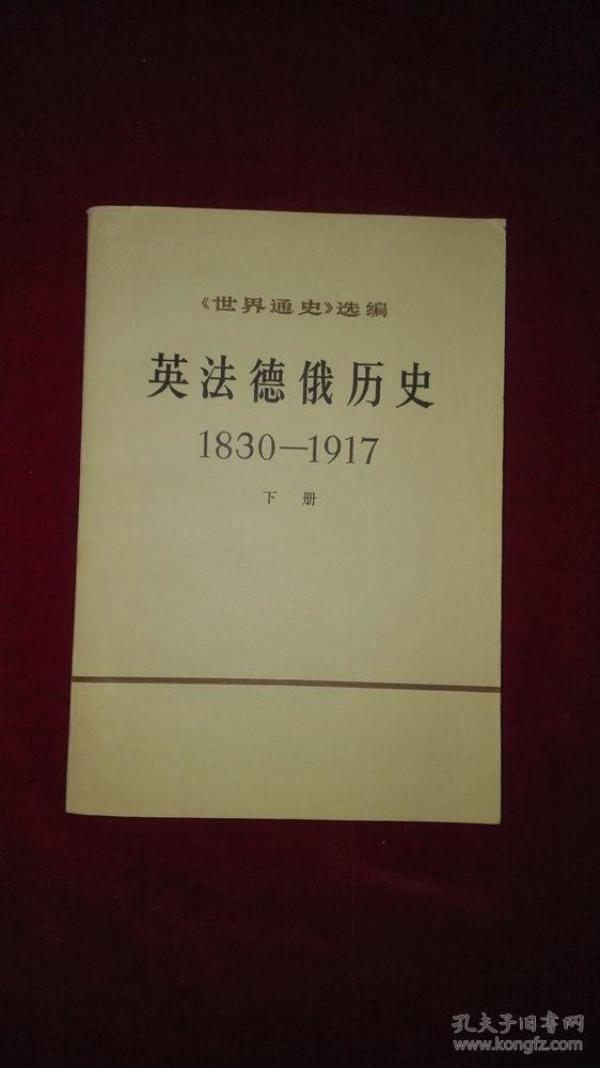 《世界通史》选编
英法德俄历史
1830—1917
下册
孔夫子旧书网
www.kongfz.com